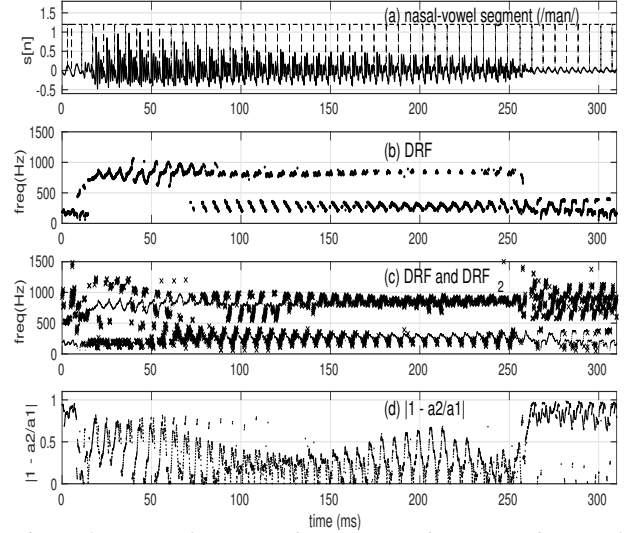 (a) nasal-vowel segment (/man/)
s[n]
1.5
1
0.5
0
-0.5
0 50 100 150 200 250 300
(b) DRF
freq(Hz)
1500
1000
500
0
0 50 100 150 200 250 300
(c) DRF and DRF 2
freq(Hz)
1500
1000
500
0
0 50 100 150 200 250 300
(d) |1 - a2/a1|
|1 - a2/a1|
1
0.5
0
0 50 100 150 200 250 300
time (ms)